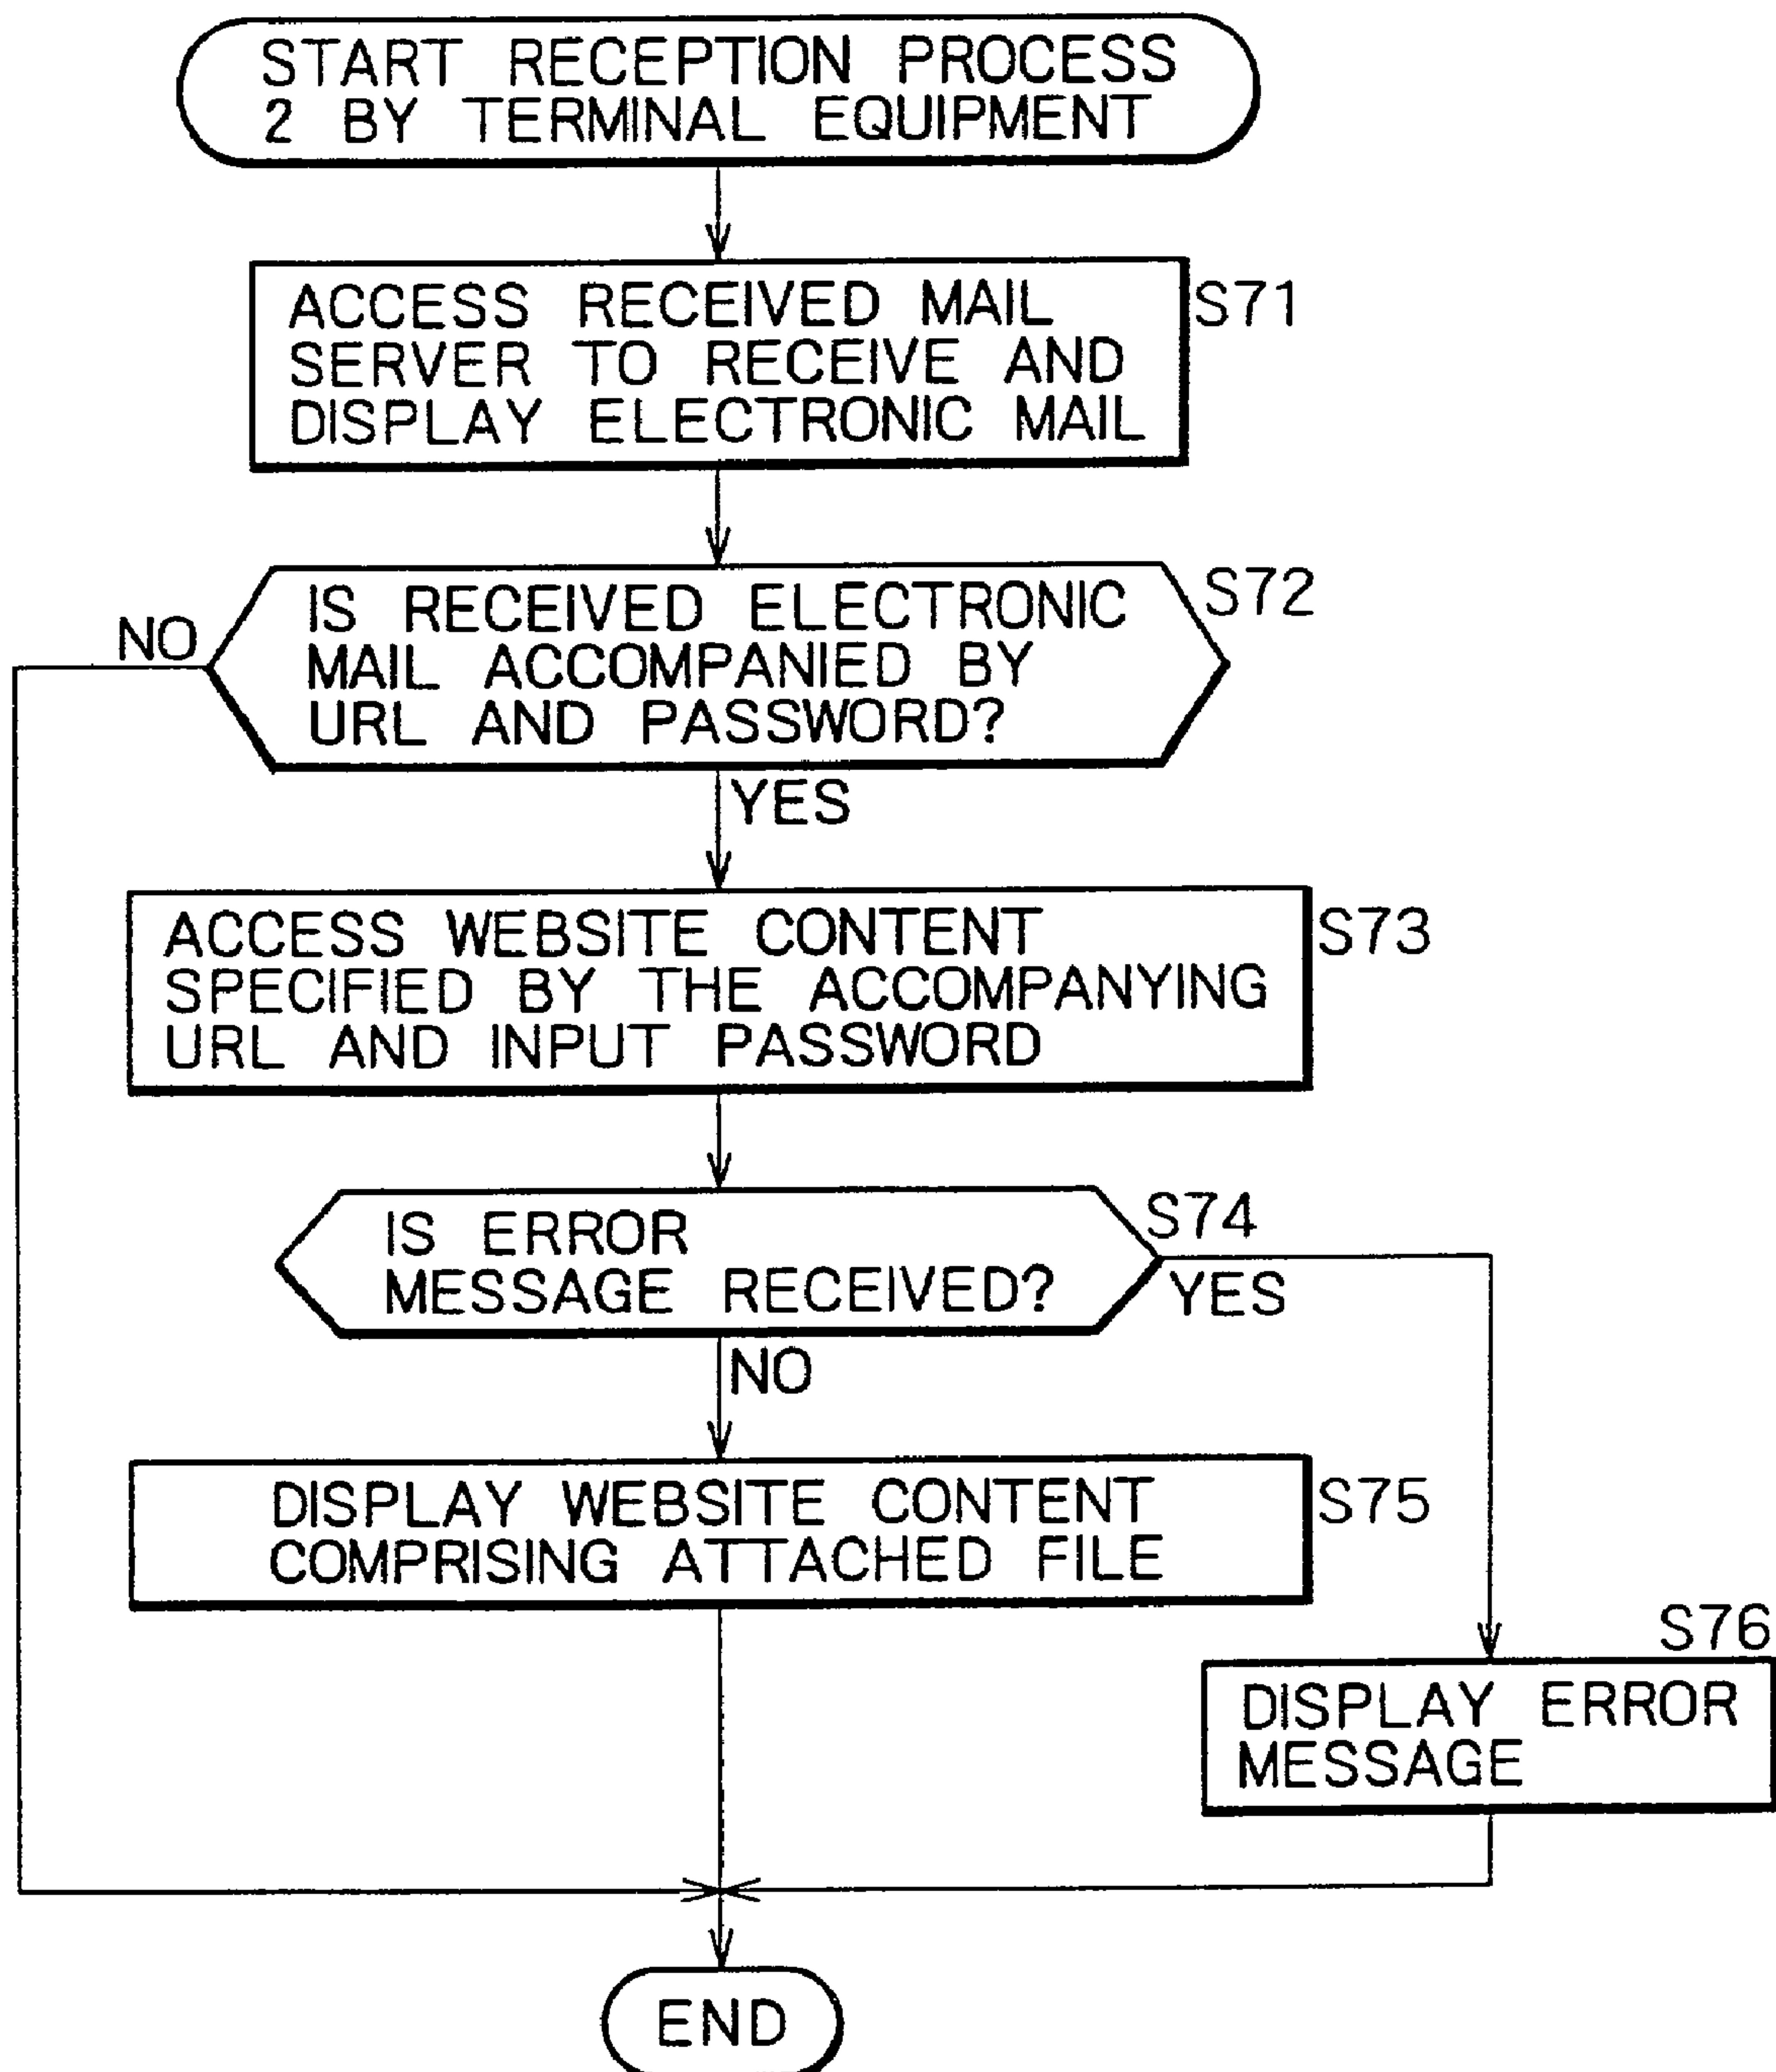 START RECEPTION PROCESS
2 BY TERMINAL EQUIPMENT
ACCESS RECEIVED MAIL
SERVER TO RECEIVE AND
DISPLAY ELECTRONIC MAIL
S71
IS RECEIVED ELECTRONIC
MAIL ACCOMPANIED BY
URL AND PASSWORD?
S72
NO
YES
ACCESS WEBSITE CONTENT
SPECIFIED BY THE ACCOMPANYING
URL AND INPUT PASSWORD
S73
IS ERROR
MESSAGE RECEIVED?
S74
YES
NO
DISPLAY WEBSITE CONTENT
COMPRISING ATTACHED FILE
S75
S76
DISPLAY ERROR
MESSAGE
END